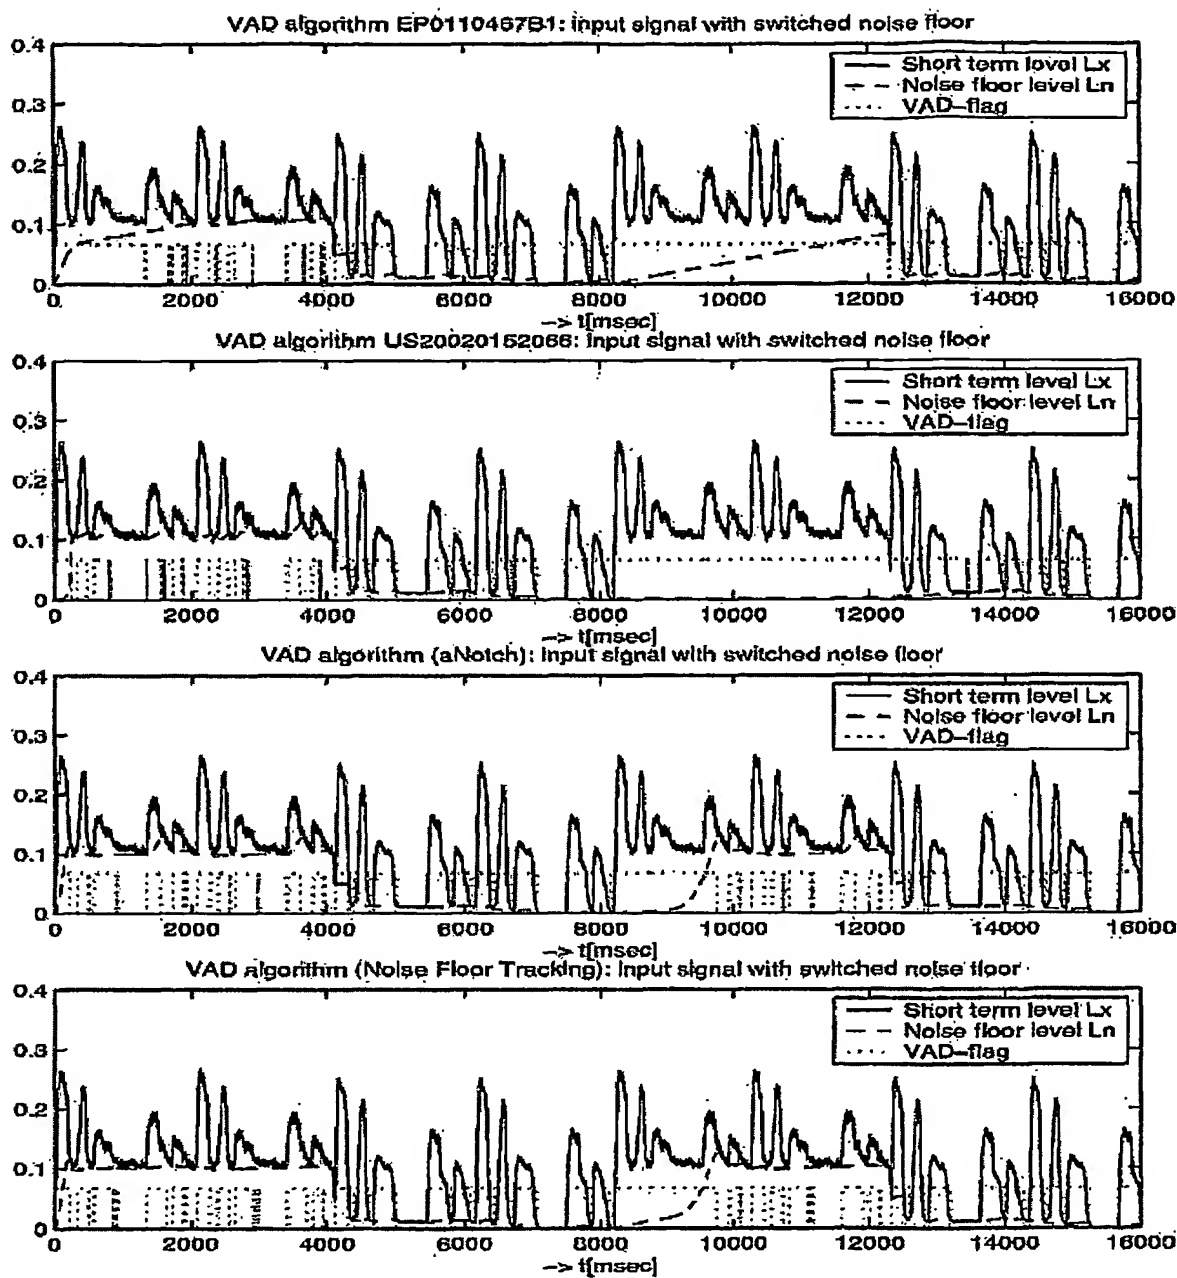 VAD algorithm EP0110467B1: input signal with switched noise floor
0.4
Short term level Lx
Noise floor level Ln
VAD-flag
0.3
0.2
0.1
0
0 2000 4000 6000 8000 10000 12000 14000 16000
-> t[msec]
VAD algorithm US20020152066: input signal with switched noise floor
0.4
Short term level Lx
Noise floor level Ln
VAD-flag
0.3
0.2
0.1
0
0 2000 4000 6000 8000 10000 12000 14000 16000
-> t[msec]
VAD algorithm (aNotch): input signal with switched noise floor
0.4
Short term level Lx
Noise floor level Ln
VAD-flag
0.3
0.2
0.1
0
0 2000 4000 6000 8000 10000 12000 14000 16000
-> t[msec]
VAD algorithm (Noise Floor Tracking): input signal with switched noise floor
0.4
Short term level Lx
Noise floor level Ln
VAD-flag
0.3
0.2
0.1
0
0 2000 4000 6000 8000 10000 12000 14000 16000
-> t[msec]